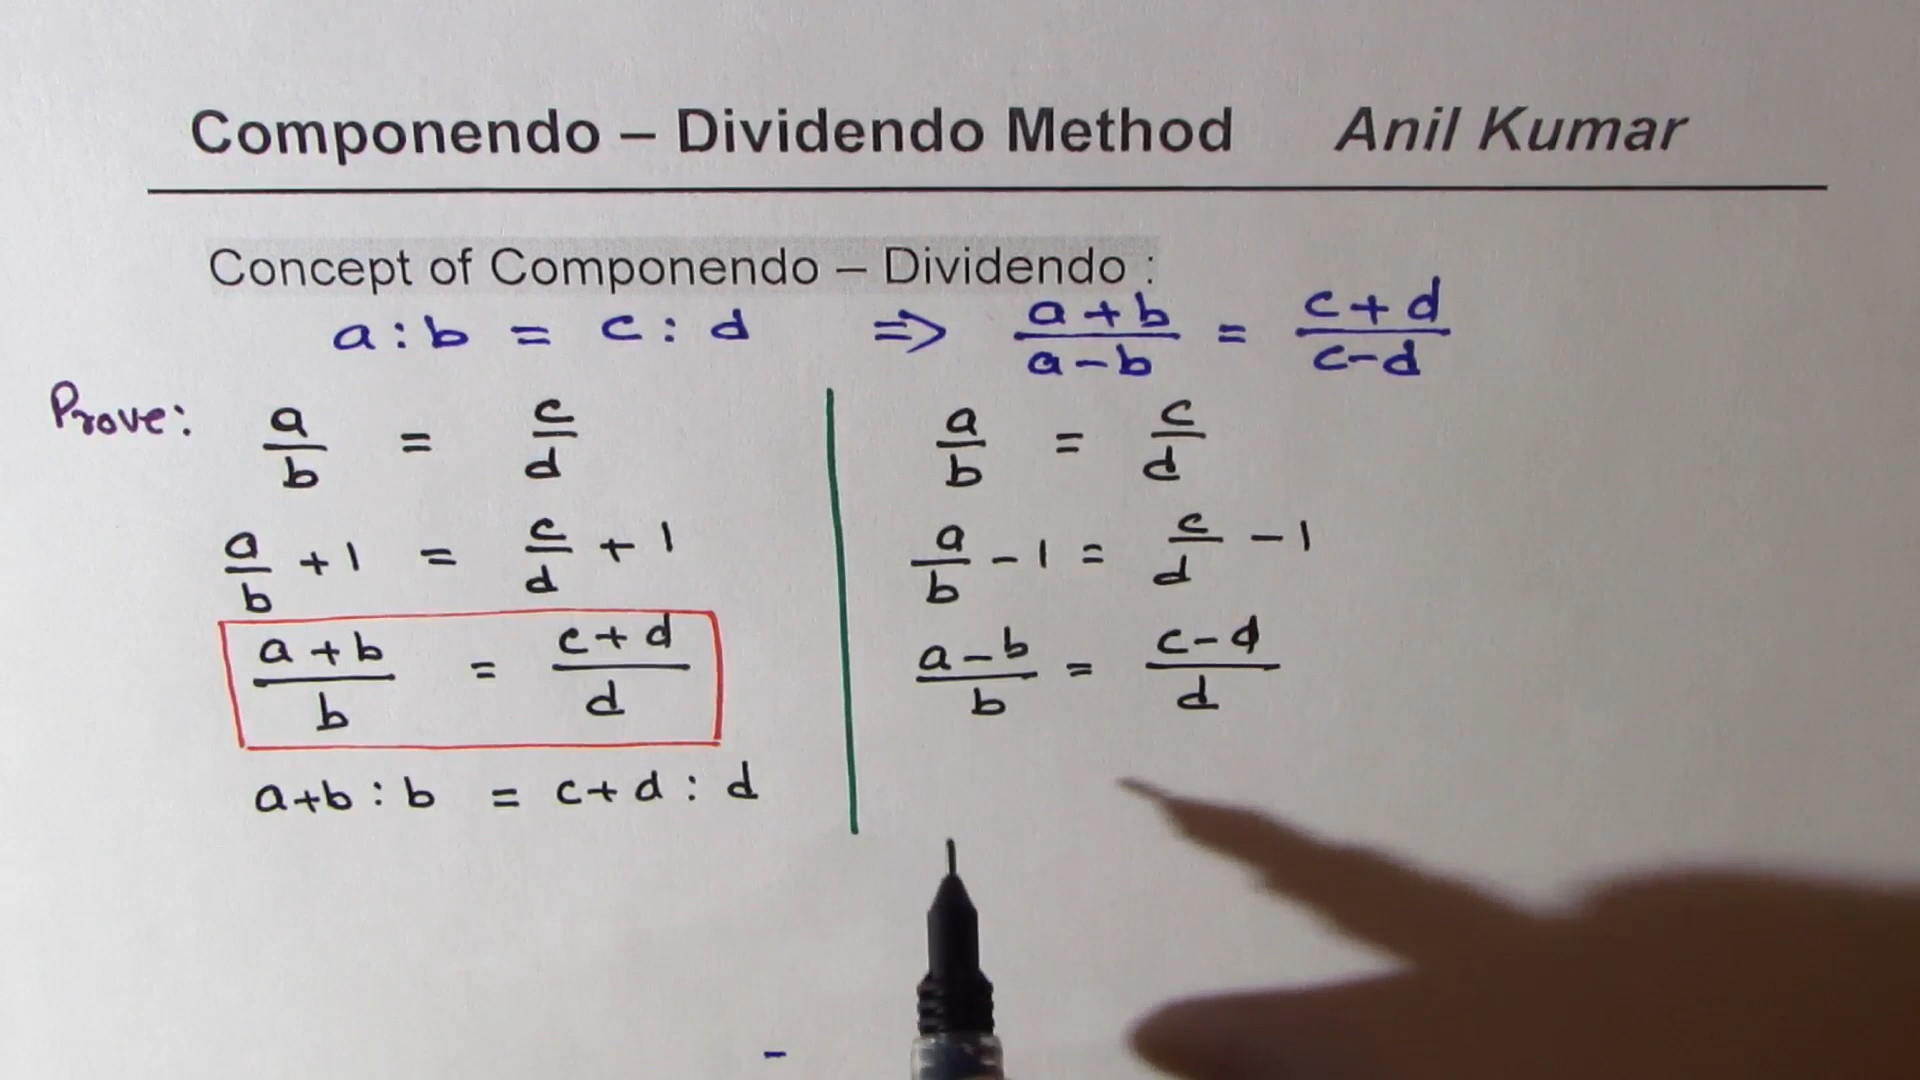 Componendo – Dividendo Method Anil Kumar
Concept of Componendo – Dividendo :
a : b = c : d ⇒ (a+b)/(a-b) = (c+d)/(c-d)
Prove: a/b = c/d
a/b + 1 = c/d + 1
(a+b)/b = (c+d)/d
a+b : b = c+d : d
a/b = c/d
a/b - 1 = c/d - 1
(a-b)/b = (c-d)/d